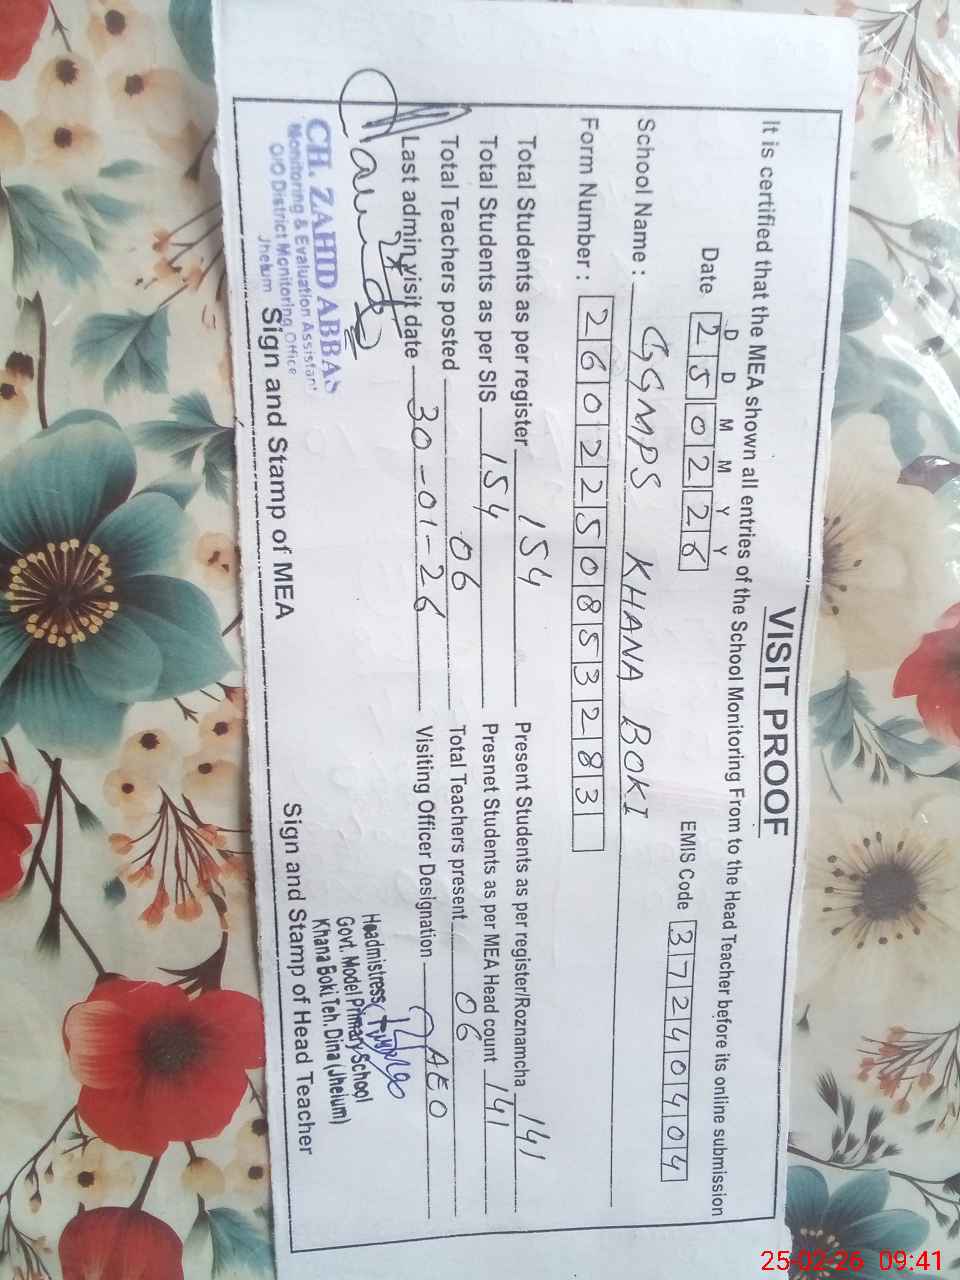 VISIT PROOF
It is certified that the MEA shown all entries of the School Monitoring From to the Head Teacher before its online submission
D D M M Y Y
Date 2 5 0 2 2 6 EMIS Code 3 7 2 4 0 4 0 4
School Name : GGMPS KHANA BOKI
Form Number : 2 6 0 2 2 5 0 8 5 3 2 8 3
Total Students as per register 154 Present Students as per register/Roznamcha 141
Total Students as per SIS 154 Presnet Students as per MEA Head count 141
Total Teachers posted 06 Total Teachers present 06
Last admin visit date 30-01-26 Visiting Officer Designation AEO
CH. ZAHID ABBAS
Monitoring & Evaluation Assistant
O/O District Monitoring Office
Jhelum
Sign and Stamp of MEA
Headmistress
Govt. Model Primary School
Khana Boki Teh. Dina (Jhelum)
Sign and Stamp of Head Teacher
25-02-26 09:41